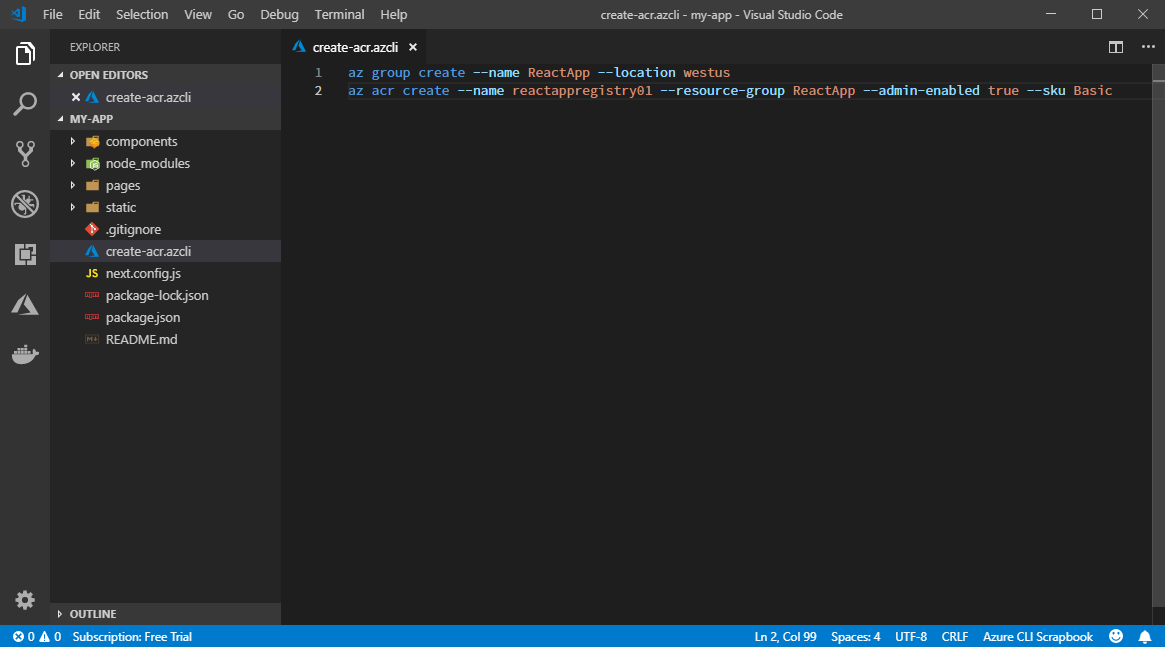 File Edit Selection View Go Debug Terminal Help create-acr.azcli - my-app - Visual Studio Code
EXPLORER
OPEN EDITORS
create-acr.azcli
MY-APP
components
node_modules
pages
static
.gitignore
create-acr.azcli
next.config.js
package-lock.json
package.json
README.md
OUTLINE
create-acr.azcli
1 az group create --name ReactApp --location westus
2 az acr create --name reactappregistry01 --resource-group ReactApp --admin-enabled true --sku Basic
0 0 Subscription: Free Trial Ln 2, Col 99 Spaces: 4 UTF-8 CRLF Azure CLI Scrapbook